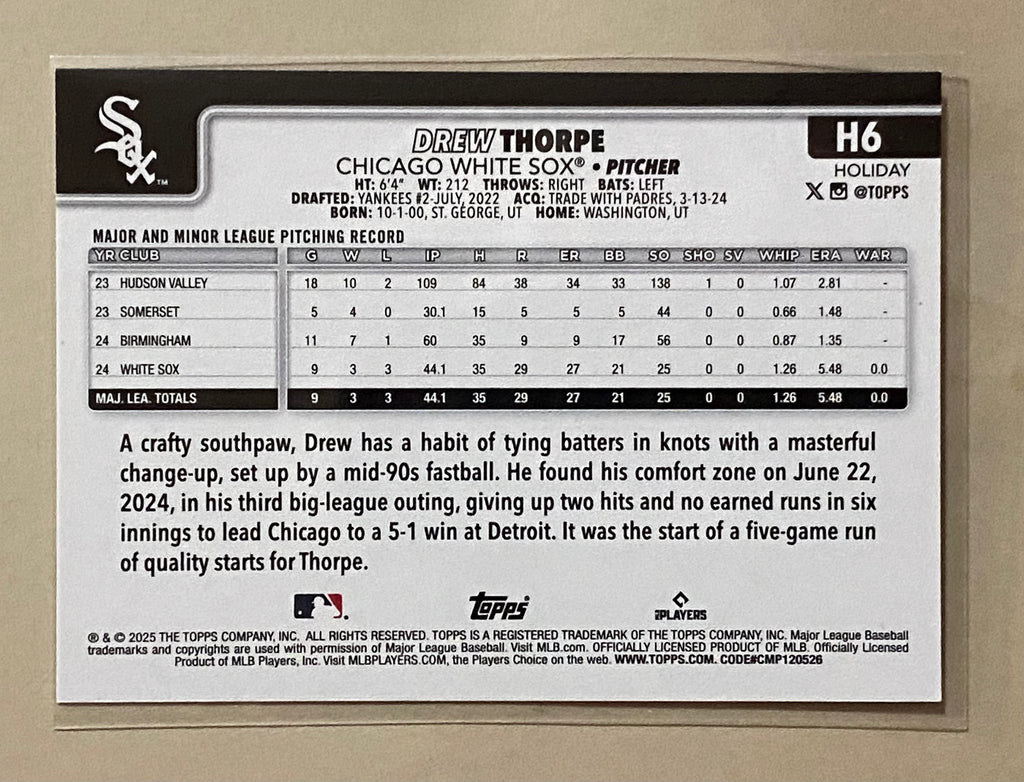 Sox™
H6
DREW THORPE
CHICAGO WHITE SOX® • PITCHER
HOLIDAY
HT: 6'4" WT: 212 THROWS: RIGHT BATS: LEFT
@TOPPS
DRAFTED: YANKEES #2-JULY, 2022 ACQ: TRADE WITH PADRES, 3-13-24
BORN: 10-1-00, ST. GEORGE, UT HOME: WASHINGTON, UT
MAJOR AND MINOR LEAGUE PITCHING RECORD
YR CLUB G W L IP H R ER BB SO SHO SV WHIP ERA WAR
23 HUDSON VALLEY 18 10 2 109 84 38 34 33 138 1 0 1.07 2.81 -
23 SOMERSET 5 4 0 30.1 15 5 5 5 44 0 0 0.66 1.48 -
24 BIRMINGHAM 11 7 1 60 35 9 9 17 56 0 0 0.87 1.35 -
24 WHITE SOX 9 3 3 44.1 35 29 27 21 25 0 0 1.26 5.48 0.0
MAJ. LEA. TOTALS 9 3 3 44.1 35 29 27 21 25 0 0 1.26 5.48 0.0
A crafty southpaw, Drew has a habit of tying batters in knots with a masterful
change-up, set up by a mid-90s fastball. He found his comfort zone on June 22,
2024, in his third big-league outing, giving up two hits and no earned runs in six
innings to lead Chicago to a 5-1 win at Detroit. It was the start of a five-game run
of quality starts for Thorpe.
topps® PLAYERS
® & © 2025 THE TOPPS COMPANY, INC. ALL RIGHTS RESERVED. TOPPS IS A REGISTERED TRADEMARK OF THE TOPPS COMPANY, INC. Major League Baseball
trademarks and copyrights are used with permission of Major League Baseball. Visit MLB.com. OFFICIALLY LICENSED PRODUCT OF MLB. Officially Licensed
Product of MLB Players, Inc. Visit MLBPLAYERS.COM, the Players Choice on the web. WWW.TOPPS.COM. CODE#CMP120526